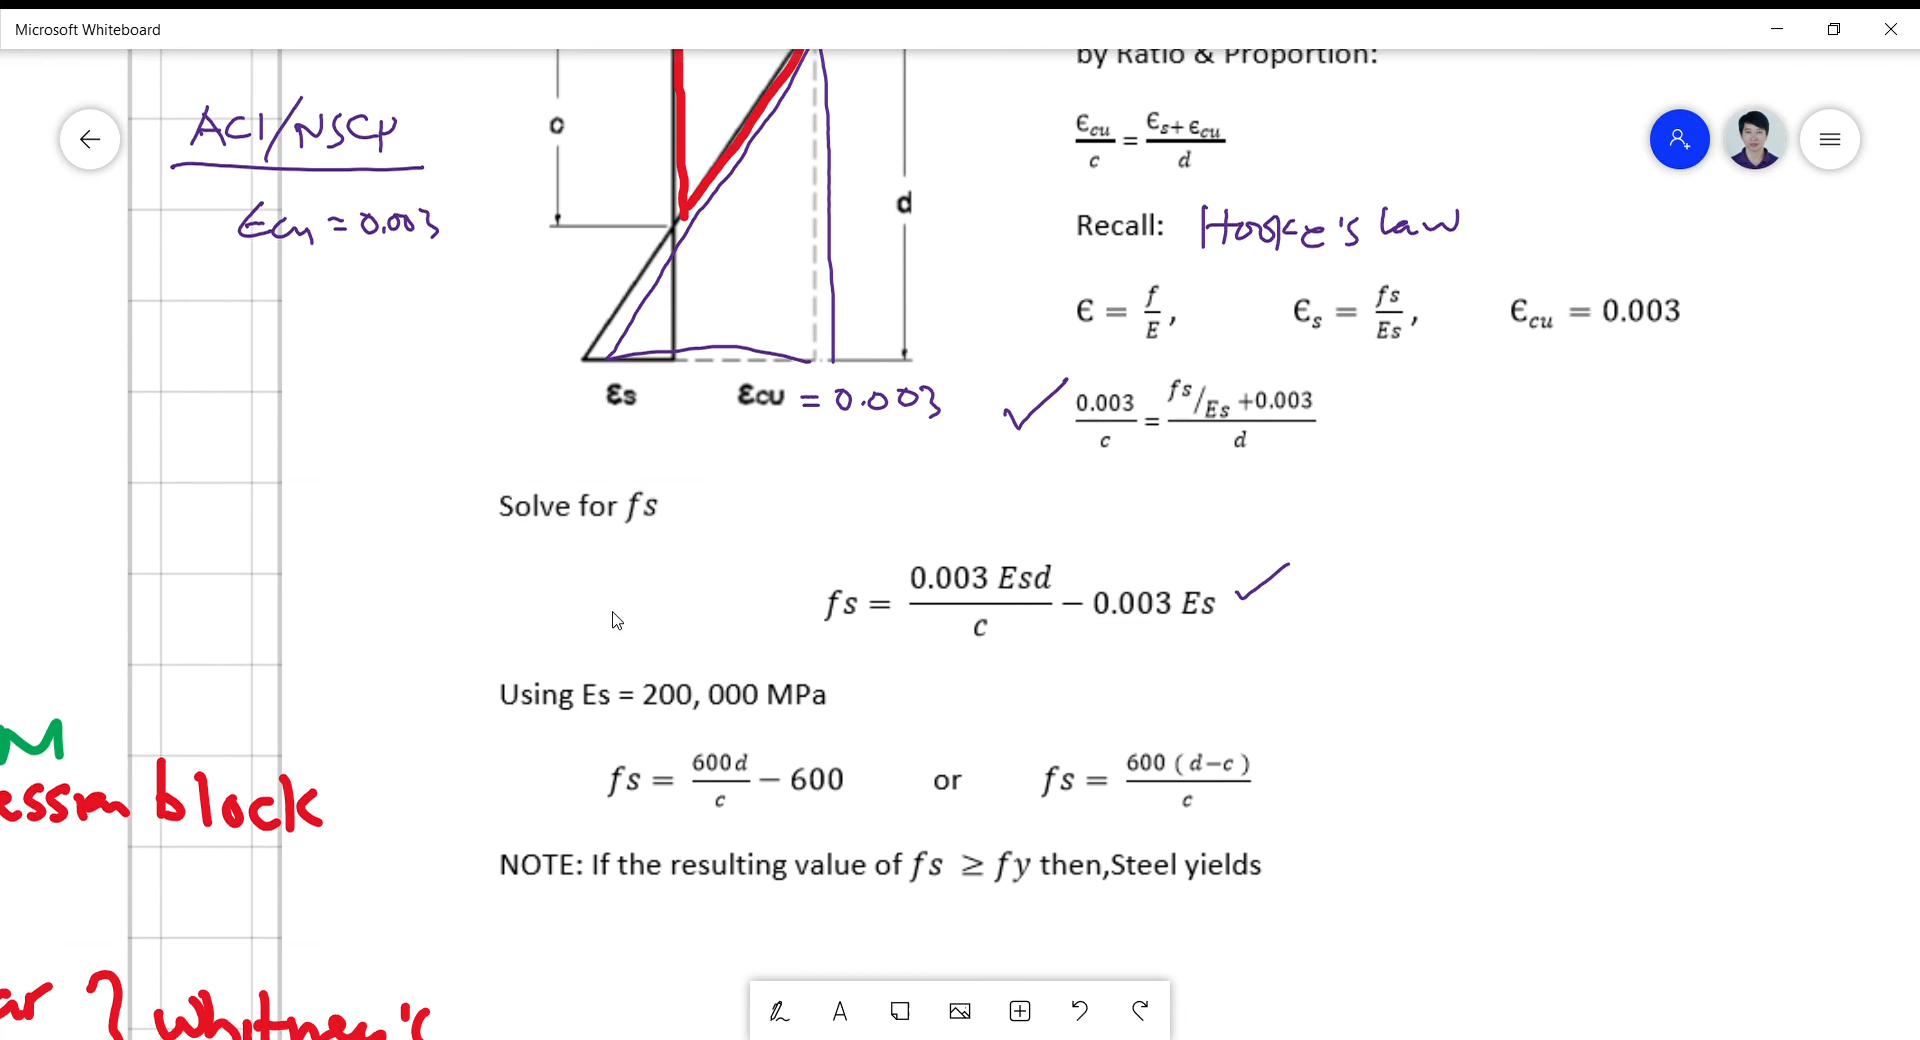 Microsoft Whiteboard
by Ratio & Proportion:
ACI/NSCP
c
ϵcu/c = ϵs+ϵcu/d
d
ϵcu = 0.003
Recall: Hooke's Law
ϵ = f/E, ϵs = fs/Es, ϵcu = 0.003
εs εcu = 0.003
0.003/c = fs/Es +0.003/d
Solve for fs
fs = 0.003 Esd/c − 0.003 Es
Using Es = 200, 000 MPa
M
fs = 600d/c − 600 or fs = 600 ( d−c )/c
block
NOTE: If the resulting value of fs ≥ fy then,Steel yields
? Whitney's
A